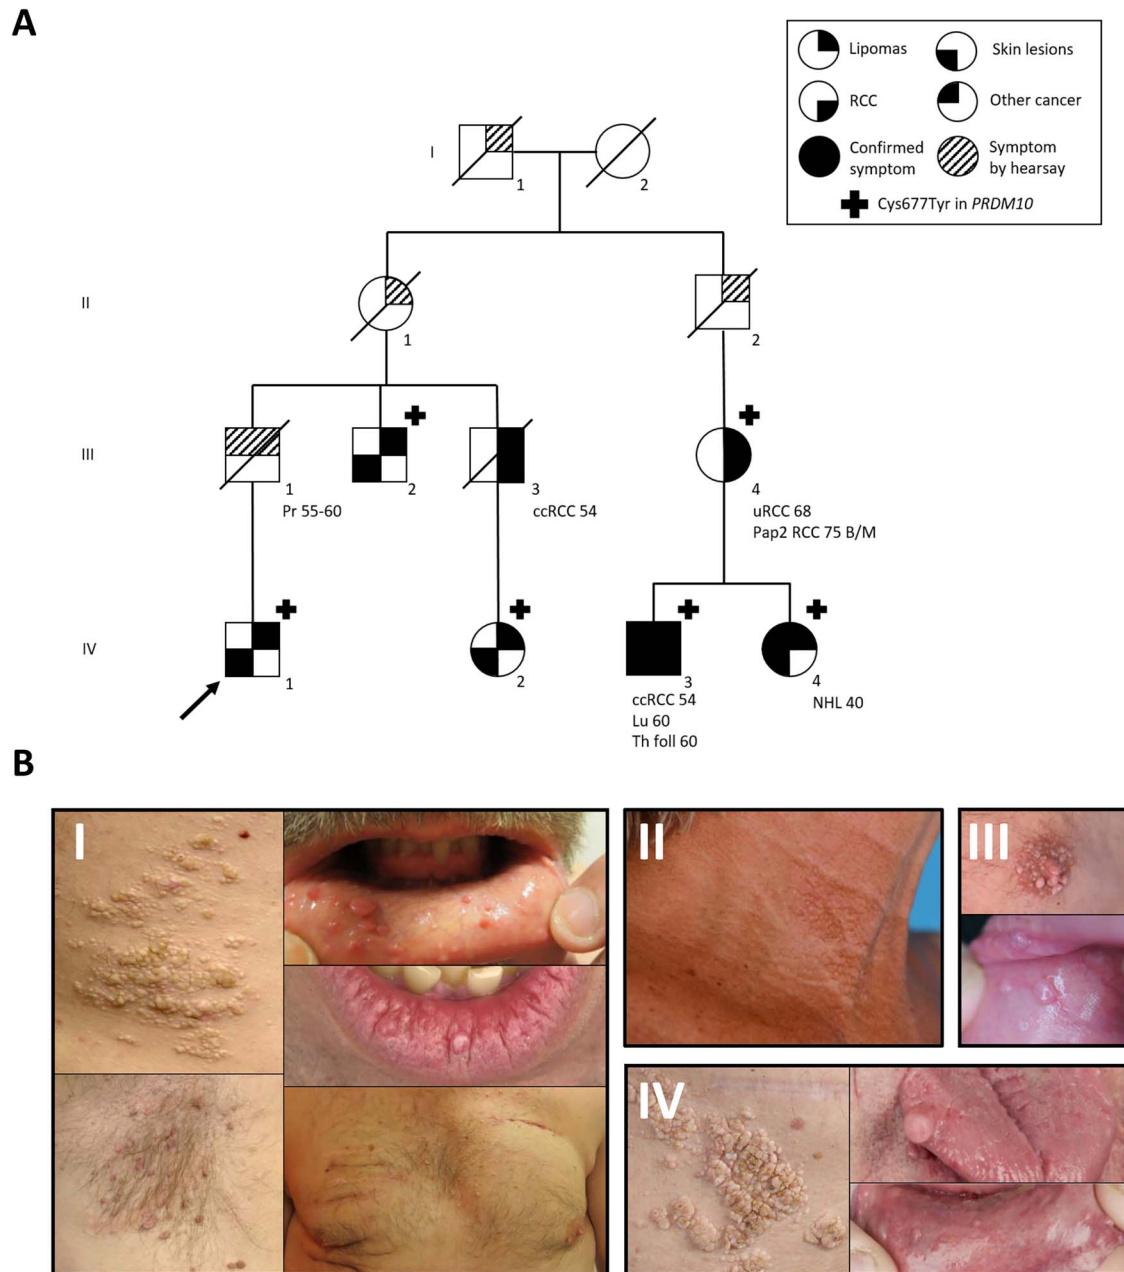 A
Lipomas
Skin lesions
RCC
Other cancer
Confirmed
symptom
Symptom
by hearsay
Cys677Tyr in PRDM10
I
1
2
II
1
2
III
1
2
3
4
Pr 55-60
ccRCC 54
uRCC 68
Pap2 RCC 75 B/M
IV
1
2
3
4
ccRCC 54
Lu 60
Th foll 60
NHL 40
B
I
II
III
IV